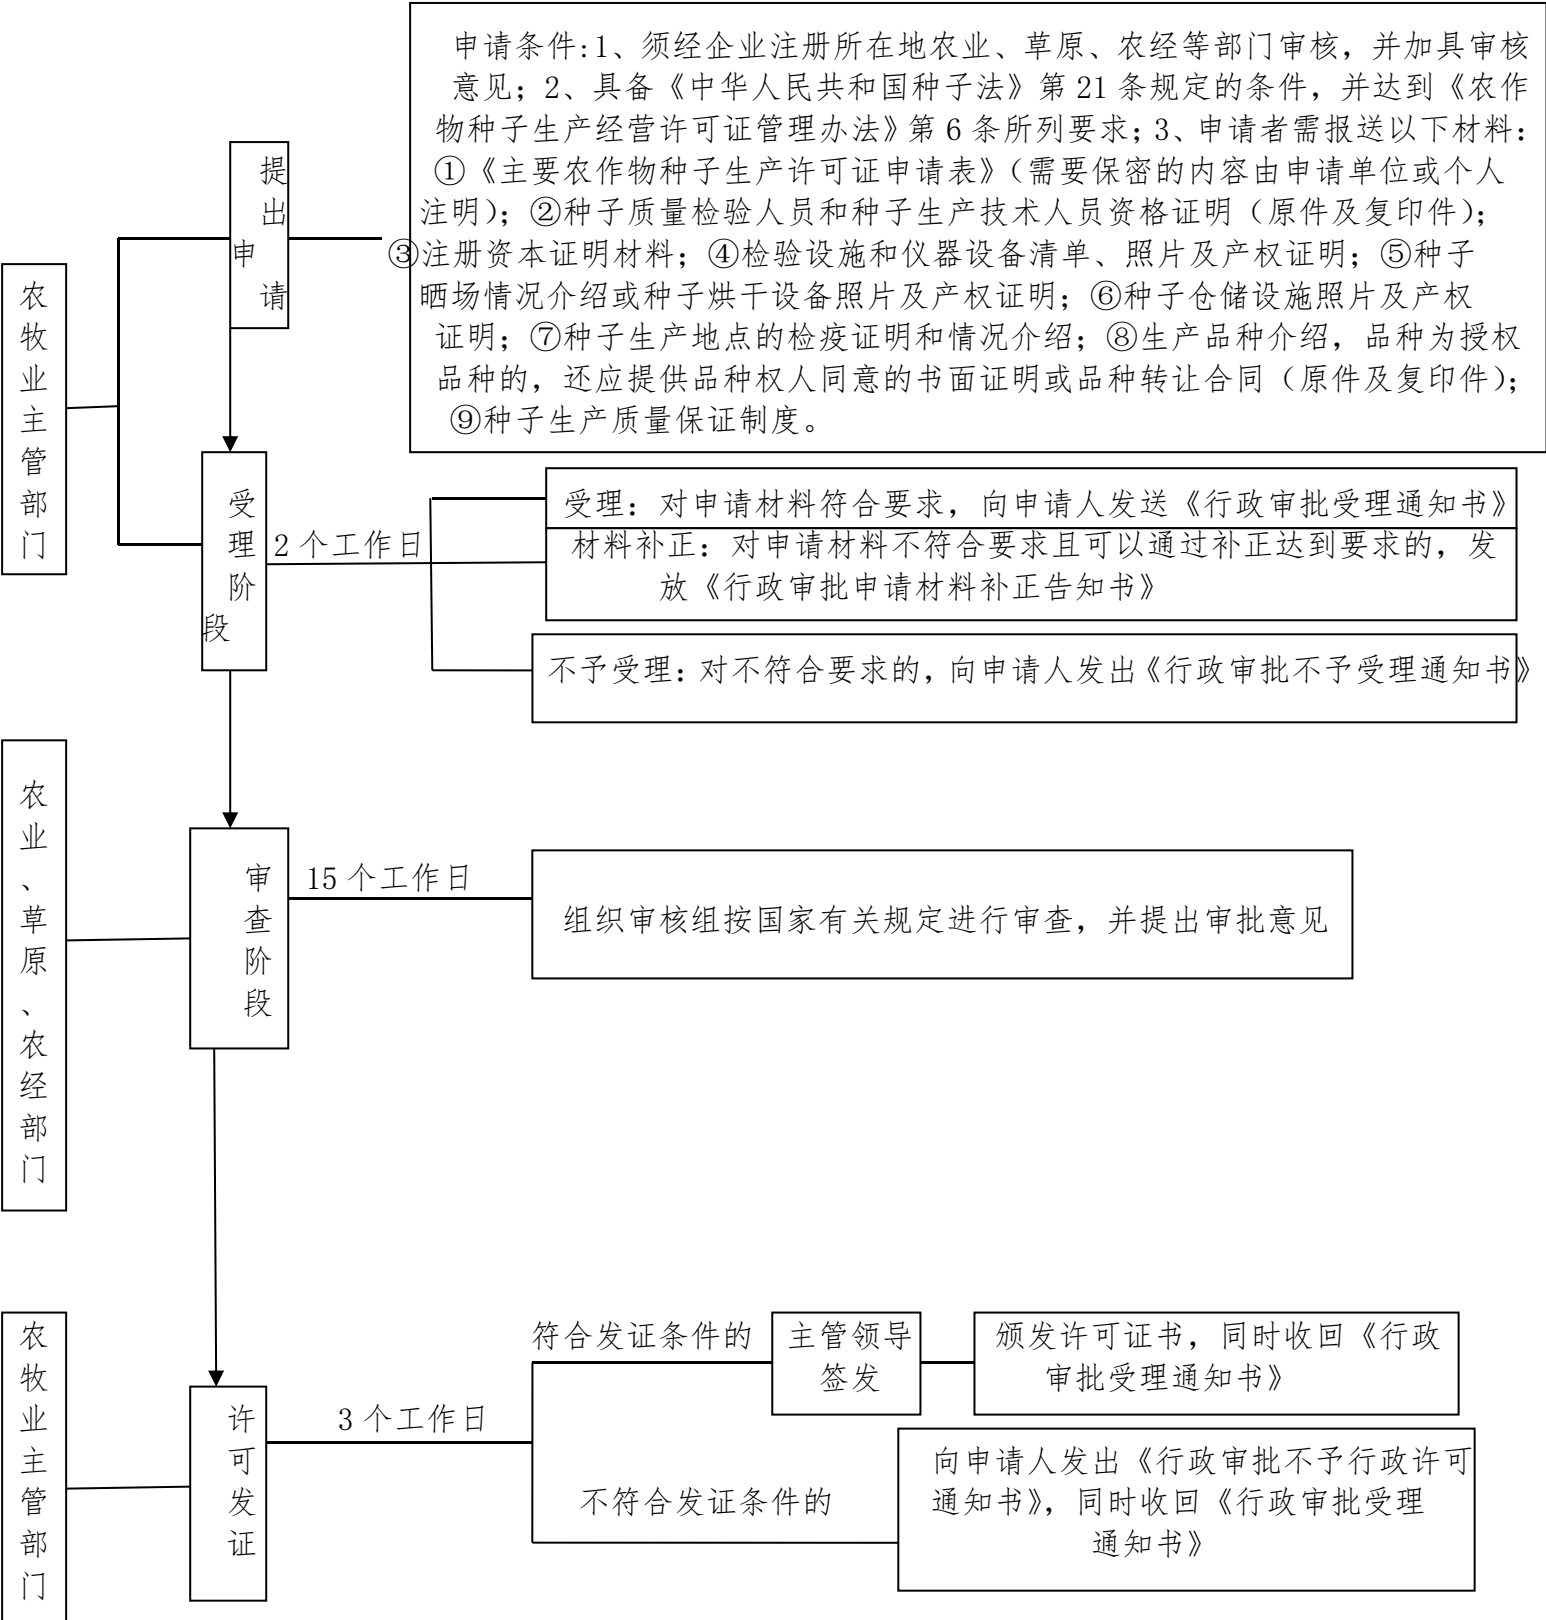 申请条件:1、须经企业注册所在地农业、草原、农经等部门审核，并加具审核
意见；2、具备《中华人民共和国种子法》第 21 条规定的条件，并达到《农作
物种子生产经营许可证管理办法》第 6 条所列要求；3、申请者需报送以下材料：
①《主要农作物种子生产许可证申请表》（需要保密的内容由申请单位或个人
注明）；②种子质量检验人员和种子生产技术人员资格证明（原件及复印件）；
③注册资本证明材料；④检验设施和仪器设备清单、照片及产权证明；⑤种子
晒场情况介绍或种子烘干设备照片及产权证明；⑥种子仓储设施照片及产权
证明；⑦种子生产地点的检疫证明和情况介绍；⑧生产品种介绍，品种为授权
品种的，还应提供品种权人同意的书面证明或品种转让合同（原件及复印件）；
⑨种子生产质量保证制度。
提出申请
农牧业主管部门
受理阶段
2 个工作日
受理：对申请材料符合要求，向申请人发送《行政审批受理通知书》
材料补正：对申请材料不符合要求且可以通过补正达到要求的，发
放《行政审批申请材料补正告知书》
不予受理：对不符合要求的，向申请人发出《行政审批不予受理通知书》
农业、草原、农经部门
审查阶段
15 个工作日
组织审核组按国家有关规定进行审查，并提出审批意见
农牧业主管部门
许可发证
3 个工作日
符合发证条件的
主管领导
签发
颁发许可证书，同时收回《行政
审批受理通知书》
不符合发证条件的
向申请人发出《行政审批不予行政许可
通知书》，同时收回《行政审批受理
通知书》